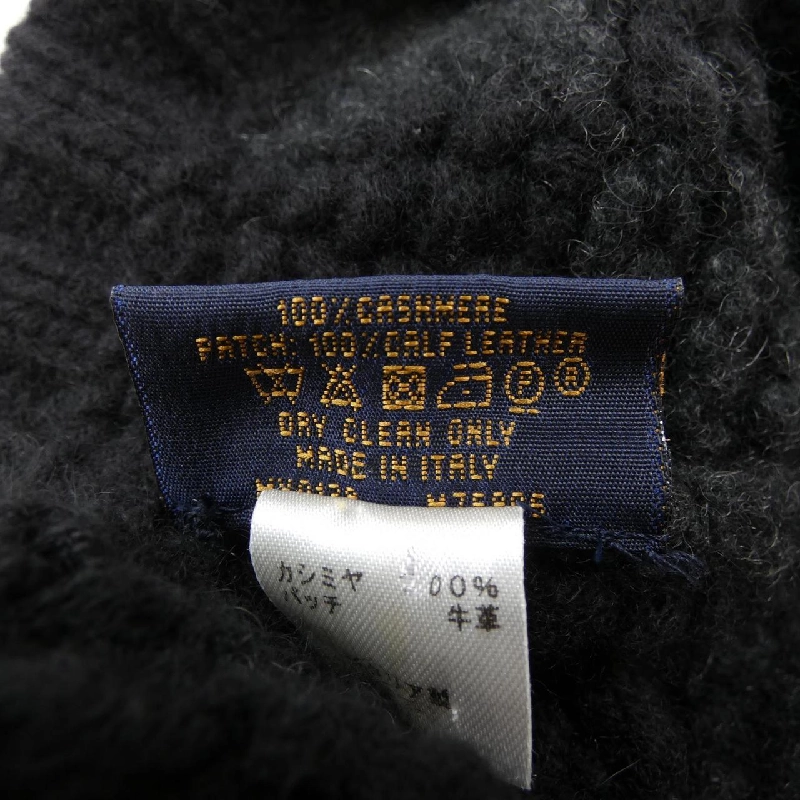 100% CASHMERE
PATCH: 100% CALF LEATHER
P R
DRY CLEAN ONLY
MADE IN ITALY
カシミヤ 100%
パッチ 牛革